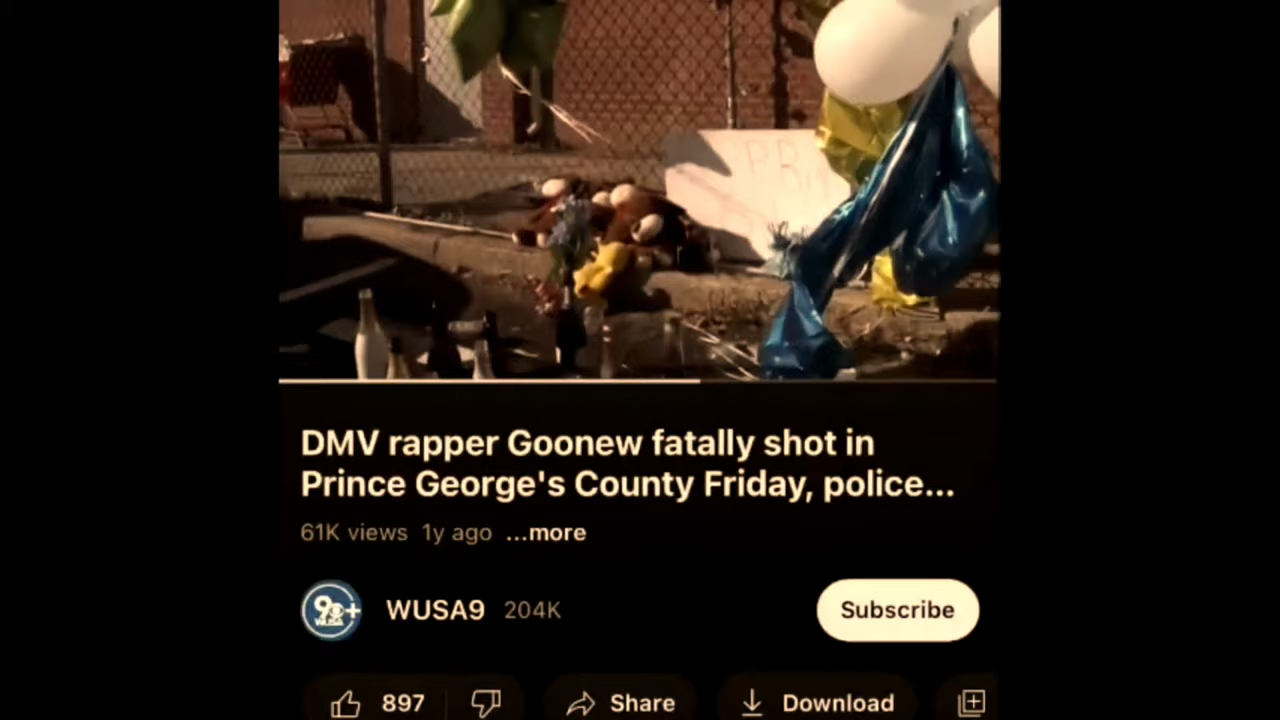 DMV rapper Goonew fatally shot in
Prince George's County Friday, police...
61K views 1y ago ...more
9+
WUSA9 204K
Subscribe
897
Share
Download